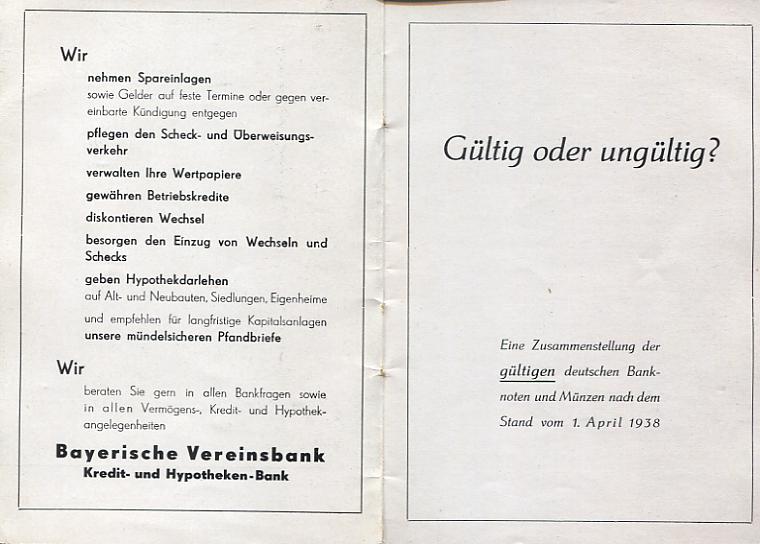 Wir
nehmen Spareinlagen
sowie Gelder auf feste Termine oder gegen ver-
einbarte Kündigung entgegen
pflegen den Scheck- und Überweisungs-
verkehr
verwalten Ihre Wertpapiere
gewähren Betriebskredite
diskontieren Wechsel
besorgen den Einzug von Wechseln und
Schecks
geben Hypothekdarlehen
auf Alt- und Neubauten, Siedlungen, Eigenheime
und empfehlen für langfristige Kapitalsanlagen
unsere mündelsicheren Pfandbriefe
Wir
beraten Sie gern in allen Bankfragen sowie
in allen Vermögens-, Kredit- und Hypothek-
angelegenheiten
Bayerische Vereinsbank
Kredit- und Hypotheken-Bank
Gültig oder ungültig?
Eine Zusammenstellung der
gültigen deutschen Bank-
noten und Münzen nach dem
Stand vom 1. April 1938